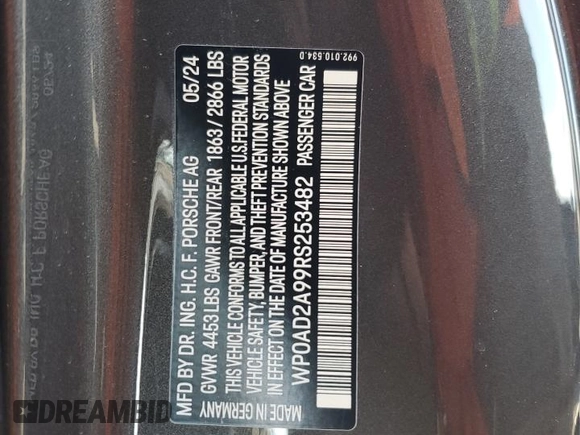 MFD BY DR. ING. H.C. F. PORSCHE AG 05/24
GVWR 4453 LBS GAWR FRONT/REAR 1863 / 2866 LBS
THIS VEHICLE CONFORMS TO ALL APPLICABLE U.S. FEDERAL MOTOR
VEHICLE SAFETY, BUMPER, AND THEFT PREVENTION STANDARDS
IN EFFECT ON THE DATE OF MANUFACTURE SHOWN ABOVE
WP0AD2A99RS253482 PASSENGER CAR
MADE IN GERMANY
992.010.534.D
DREAMBID